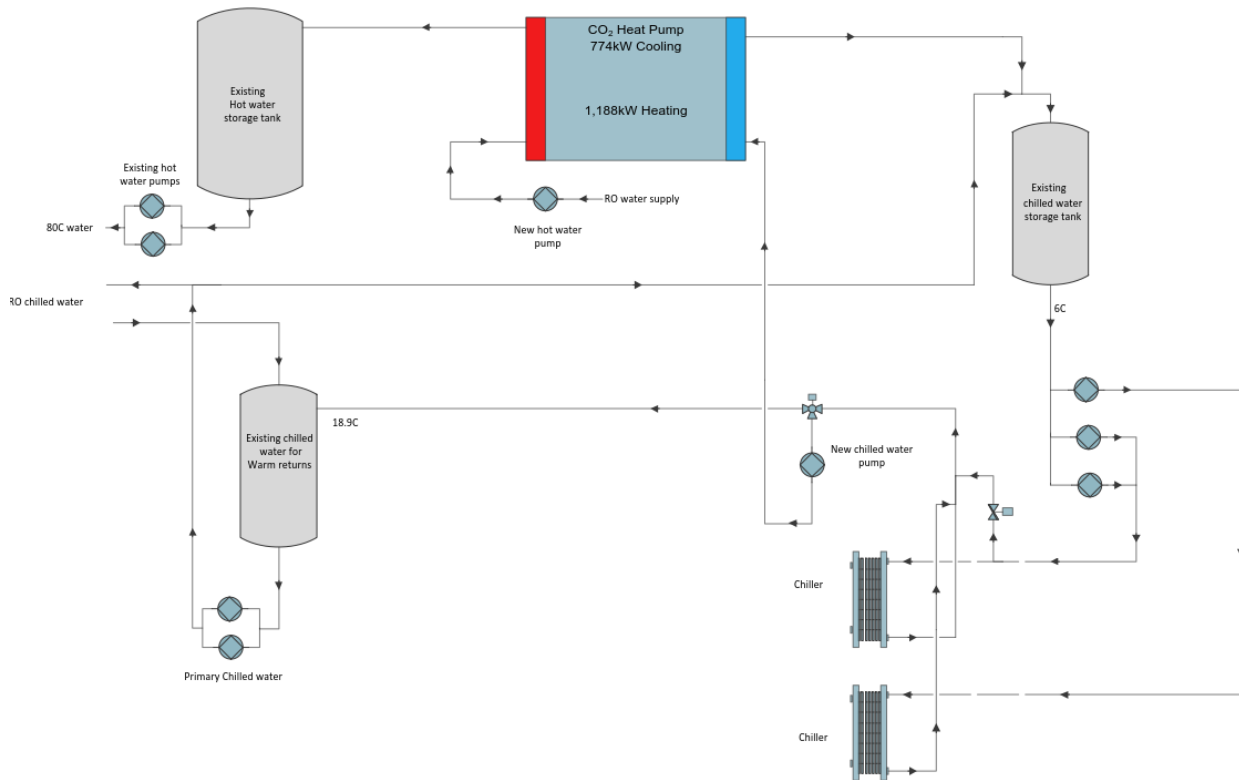 CO₂ Heat Pump
774kW Cooling
1,188kW Heating
Existing
Hot water
storage tank
Existing hot
water pumps
80C water
RO water supply
New hot water
pump
Existing
chilled water
storage tank
RO chilled water
6C
18.9C
Existing chilled
water for
Warm returns
New chilled water
pump
Chiller
Primary Chilled water
Chiller